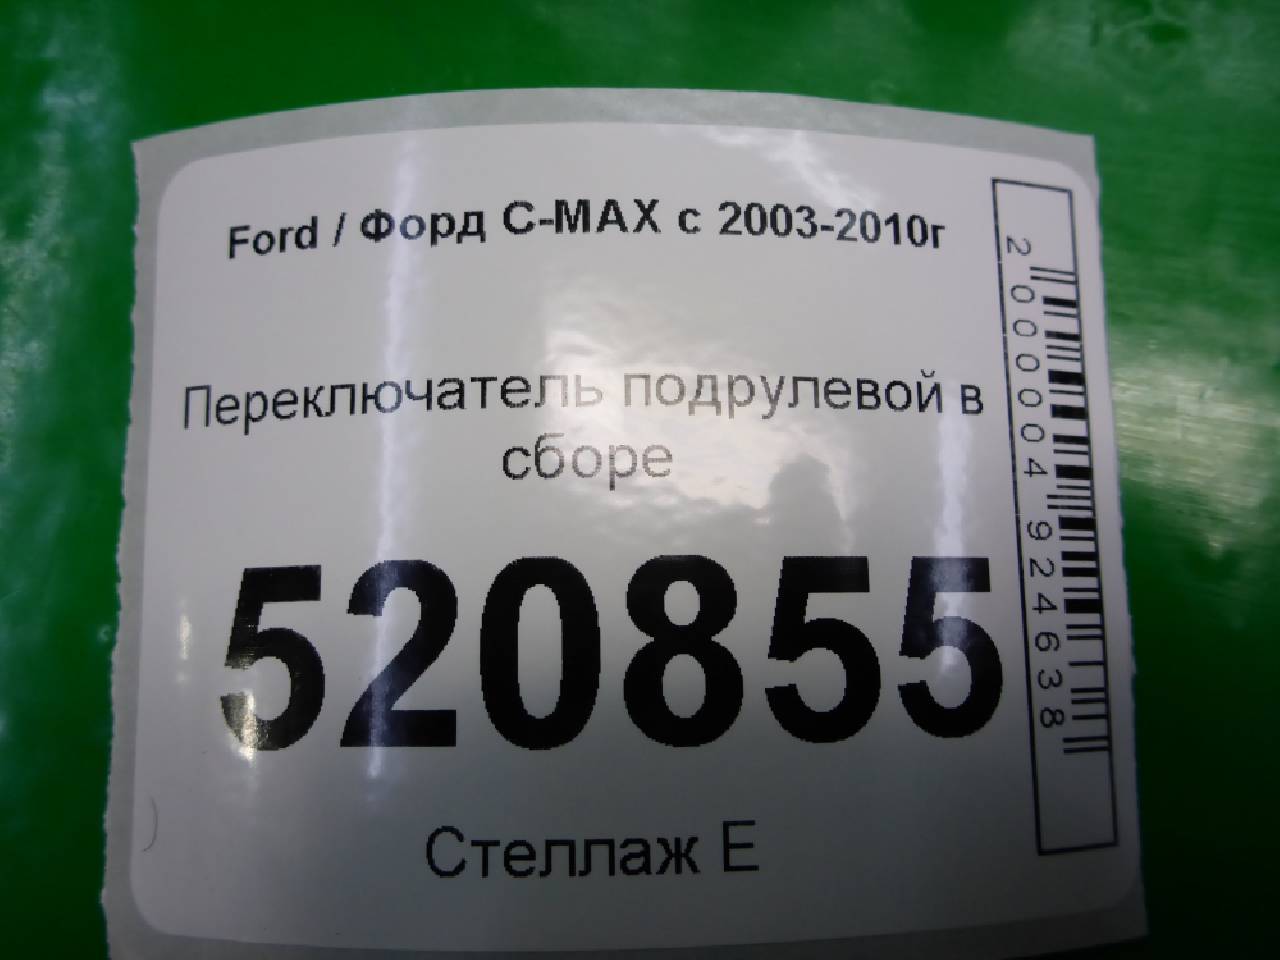 Ford / Форд C-MAX с 2003-2010г
Переключатель подрулевой в
сборе
520855
Стеллаж Е
2000004924638